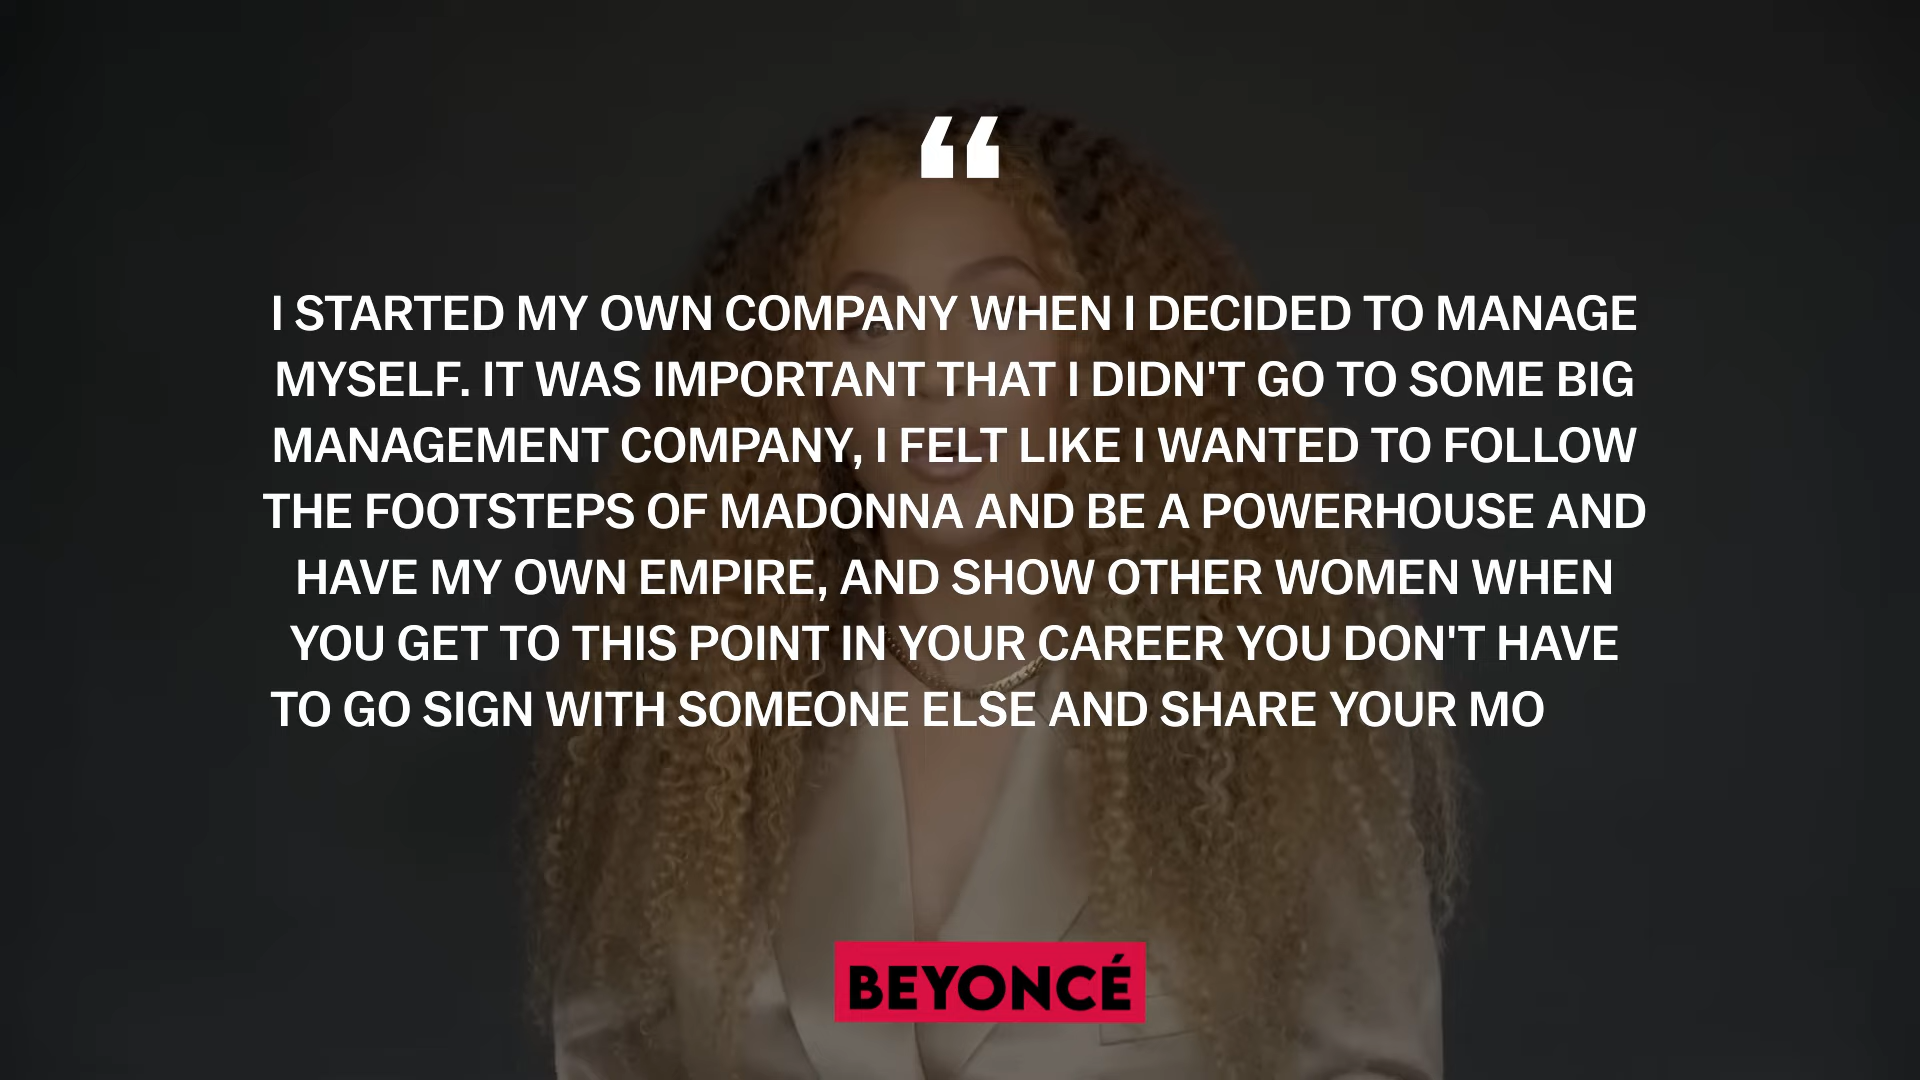 “
I STARTED MY OWN COMPANY WHEN I DECIDED TO MANAGE
MYSELF. IT WAS IMPORTANT THAT I DIDN'T GO TO SOME BIG
MANAGEMENT COMPANY, I FELT LIKE I WANTED TO FOLLOW
THE FOOTSTEPS OF MADONNA AND BE A POWERHOUSE AND
HAVE MY OWN EMPIRE, AND SHOW OTHER WOMEN WHEN
YOU GET TO THIS POINT IN YOUR CAREER YOU DON'T HAVE
TO GO SIGN WITH SOMEONE ELSE AND SHARE YOUR MO
BEYONCÉ